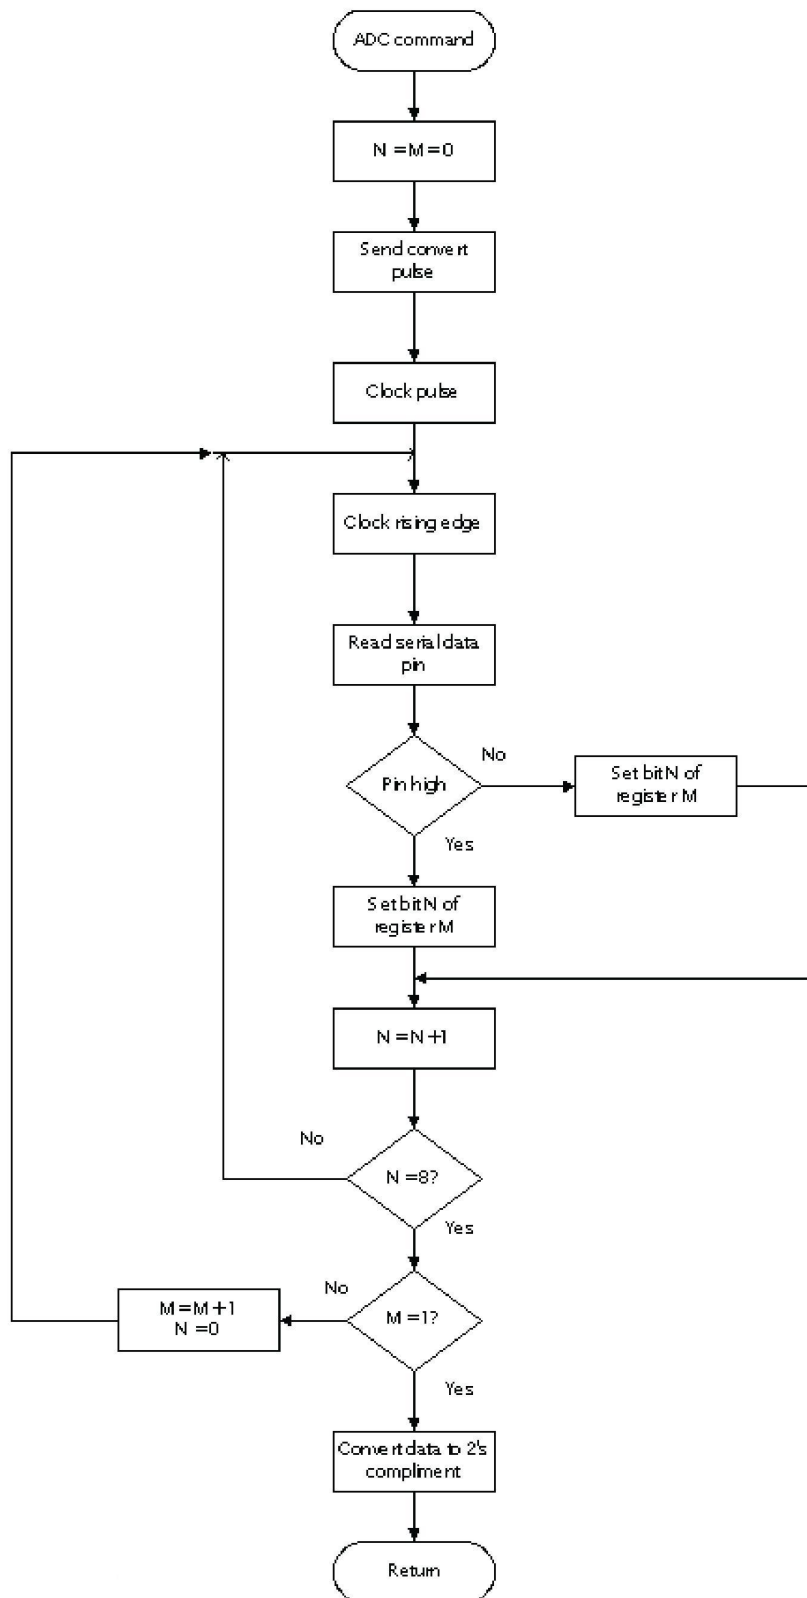 ADC command
N = M = 0
Send convert
pulse
Clock pulse
Clock rising edge
Read serial data
pin
Pin high
No
Set bit N of
register M
Yes
Set bit N of
register M
N = N + 1
No
N = 8?
Yes
No
M = M + 1
N = 0
M = 1?
Yes
Convert data to 2's
compliment
Return